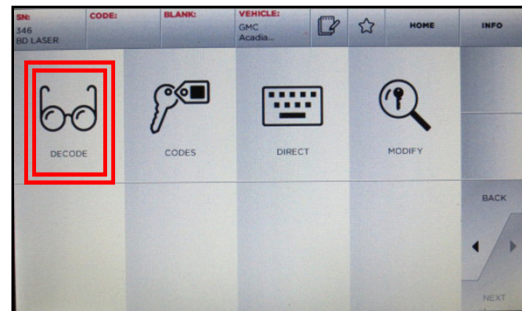 SN:
346
BD LASER
CODE:
BLANK:
VEHICLE:
GMC
Acadia...
HOME
INFO
DECODE
CODES
DIRECT
MODIFY
BACK
NEXT